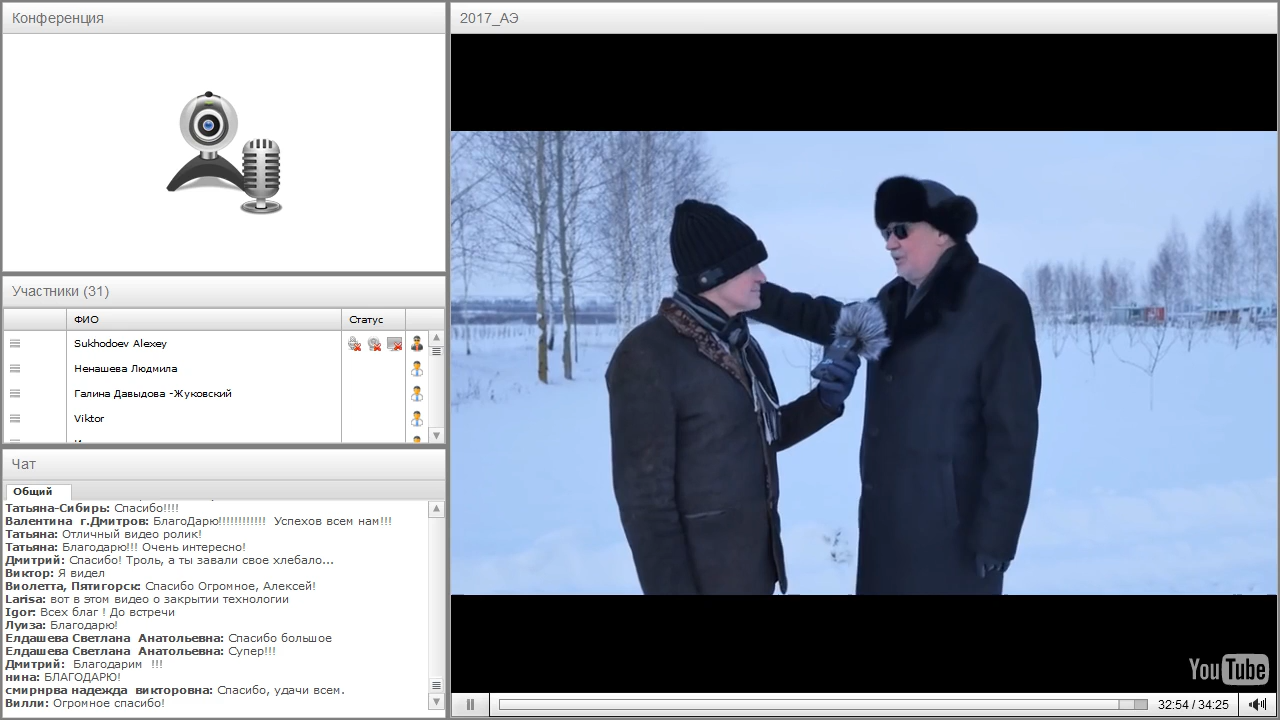 Конференция
2017_АЭ
Участники (31)
ФИО
Статус
Sukhodoev Alexey
Ненашева Людмила
Галина Давыдова -Жуковский
Viktor
Чат
Общий
Татьяна-Сибирь: Спасибо!!!!
Валентина г.Дмитров: БлагоДарю!!!!!!!!!!!! Успехов всем нам!!!
Татьяна: Отличный видео ролик!
Татьяна: Благодарю!!! Очень интересно!
Дмитрий: Спасибо! Троль, а ты завали свое хлебало...
Виктор: Я видел
Виолетта, Пятигорск: Спасибо Огромное, Алексей!
Larisa: вот в этом видео о закрытии технологии
Igor: Всех благ ! До встречи
Луиза: Благодарю!
Елдашева Светлана Анатольевна: Спасибо большое
Елдашева Светлана Анатольевна: Супер!!!
Дмитрий: Благодарим !!!
нина: БЛАГОДАРЮ!
смирнрва надежда викторовна: Спасибо, удачи всем.
Вилли: Огромное спасибо!
YouTube
32:54 / 34:25